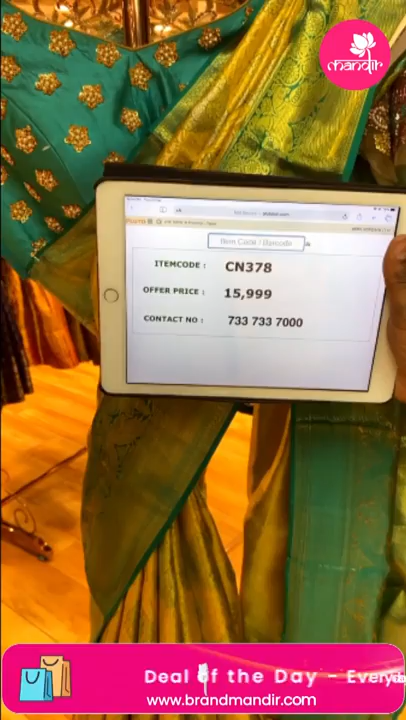 mandir
Item Code / Barcode
ITEMCODE : CN378
OFFER PRICE : 15,999
CONTACT NO : 733 733 7000
Deal of the Day - Every
www.brandmandir.com